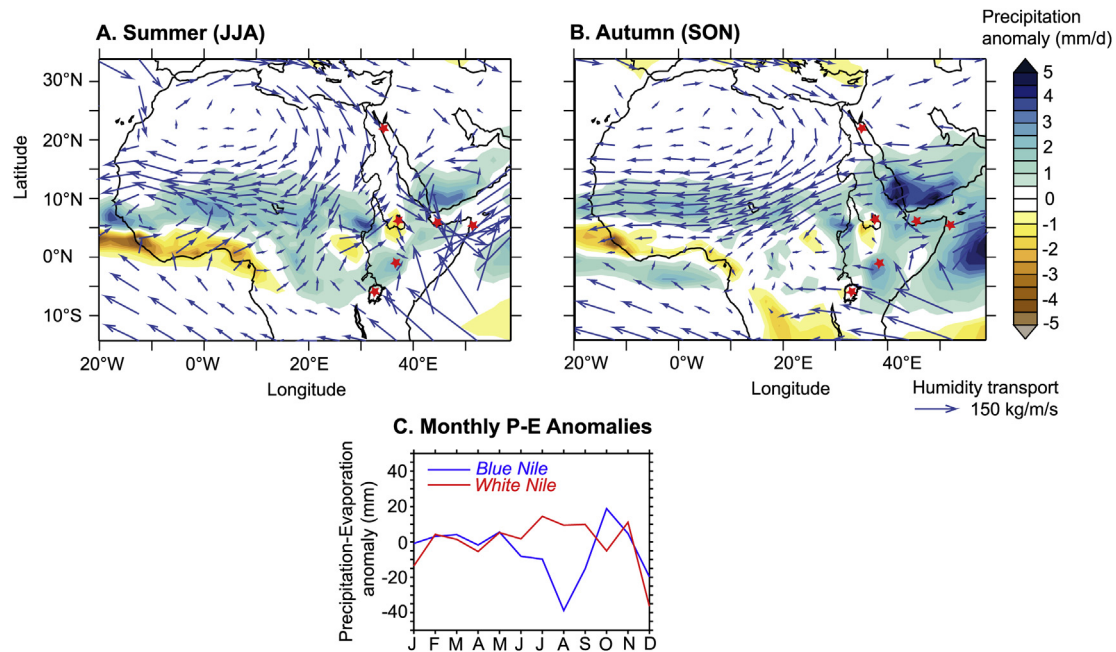 A. Summer (JJA)
B. Autumn (SON)
Precipitation
anomaly (mm/d)
30°N
20°N
10°N
0°N
10°S
Latitude
20°W
0°W
20°E
40°E
Longitude
20°W
0°W
20°E
40°E
Longitude
5
4
3
2
1
0
-1
-2
-3
-4
-5
Humidity transport
150 kg/m/s
C. Monthly P-E Anomalies
Precipitation-Evaporation
anomaly (mm)
40
20
0
-20
-40
Blue Nile
White Nile
J F M A M J J A S O N D